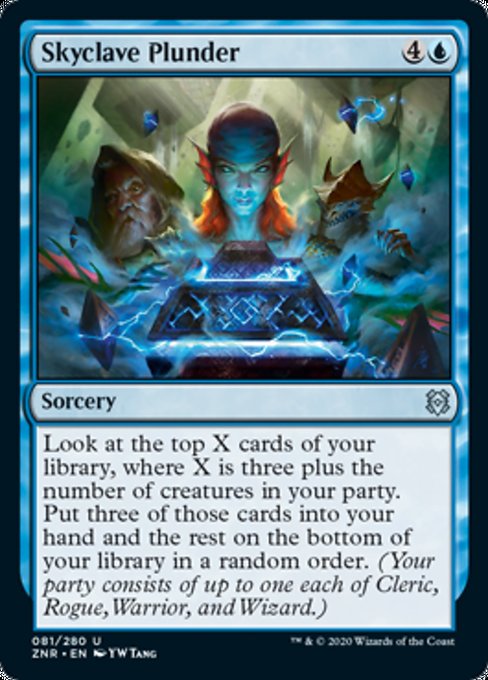 Skyclave Plunder 4
Sorcery
Look at the top X cards of your
library, where X is three plus the
number of creatures in your party.
Put three of those cards into your
hand and the rest on the bottom of
your library in a random order. (Your
party consists of up to one each of Cleric,
Rogue, Warrior, and Wizard.)
081/280 U
ZNR • EN YW Tang
™ & © 2020 Wizards of the Coast